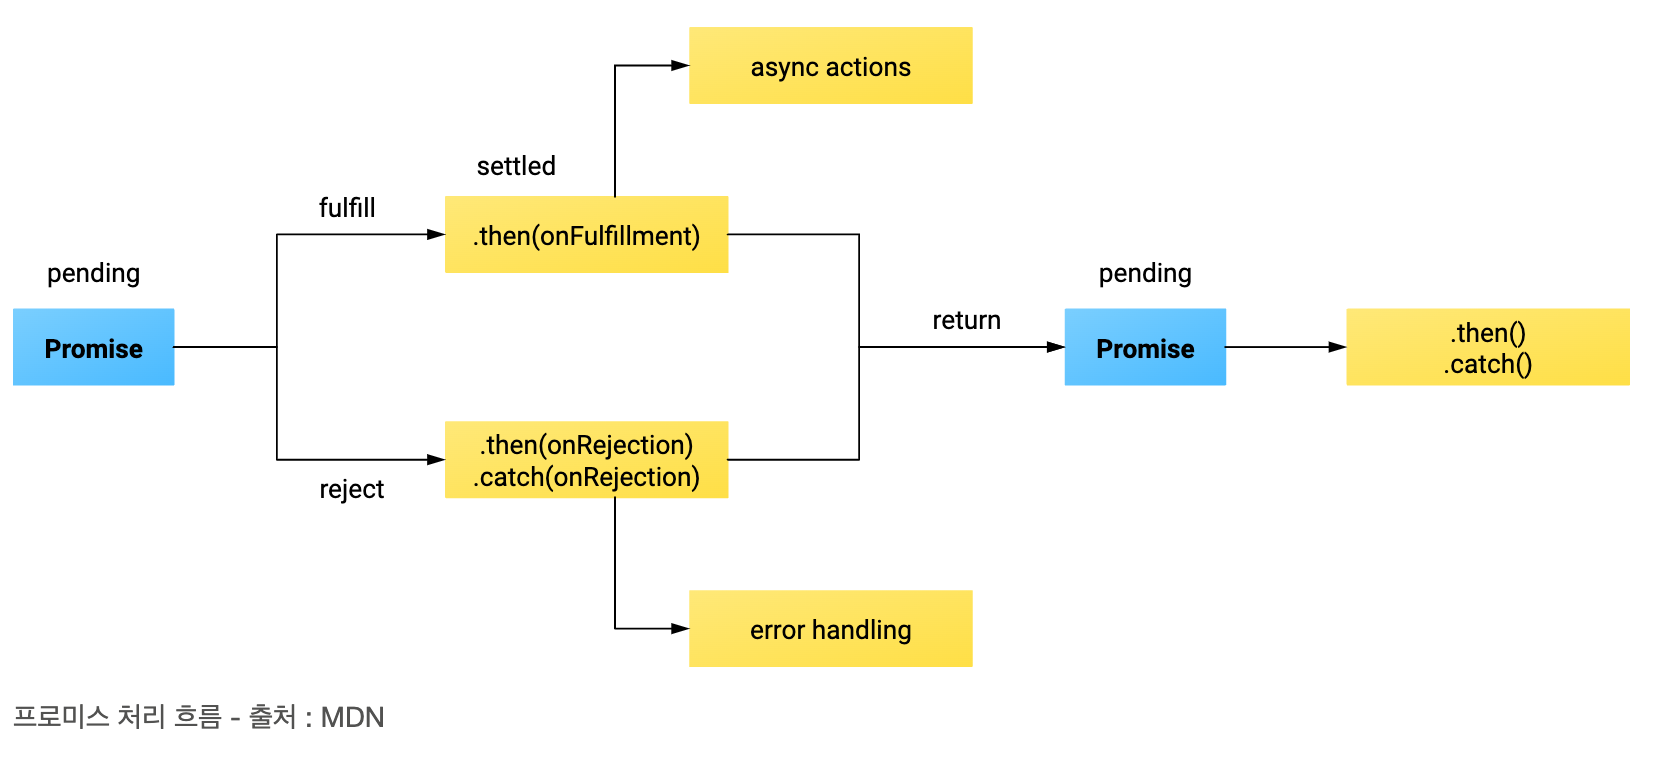 async actions
settled
fulfill
.then(onFulfillment)
pending
Promise
return
pending
Promise
.then()
.catch()
.then(onRejection)
.catch(onRejection)
reject
error handling
프로미스 처리 흐름 - 출처 : MDN